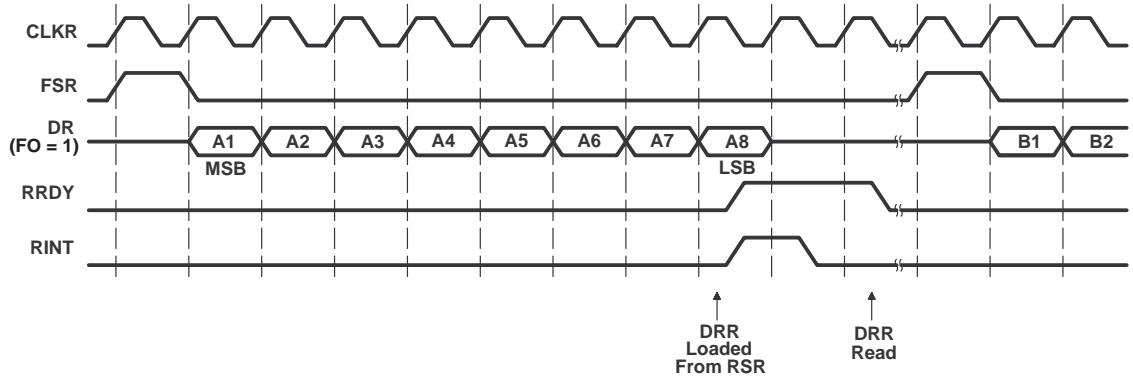 CLKR
FSR
DR
(FO = 1)
A1 A2 A3 A4 A5 A6 A7 A8 B1 B2
MSB LSB
RRDY
RINT
DRR
Loaded
From RSR
DRR
Read